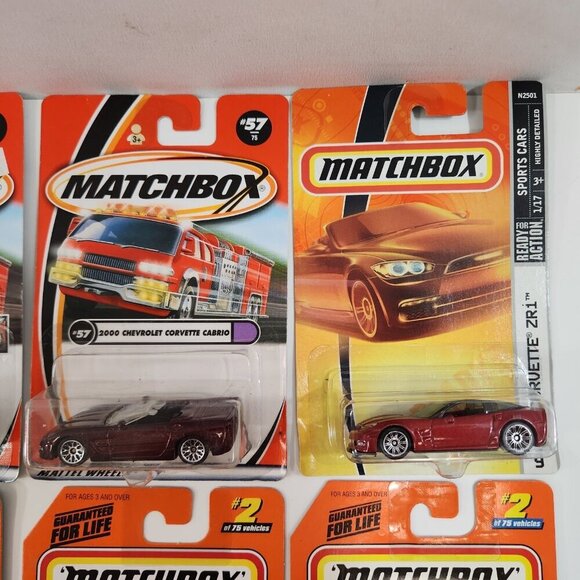 3+
#57
75
MATCHBOX®
#57 2000 CHEVROLET CORVETTE CABRIO
MATTEL WHEE
MATCHBOX®
N2501
SPORTS CARS
HIGHLY DETAILED
READY FOR ACTION
1/17 3+
RVETTE® ZR1™
9
FOR AGES 3 AND OVER
GUARANTEED
FOR LIFE
#2
of 75 vehicles
'MATCHBOX'
FOR AGES 3 AND OVER
GUARANTEED
FOR LIFE
#2
of 75 vehicles
'MATCHBOX'